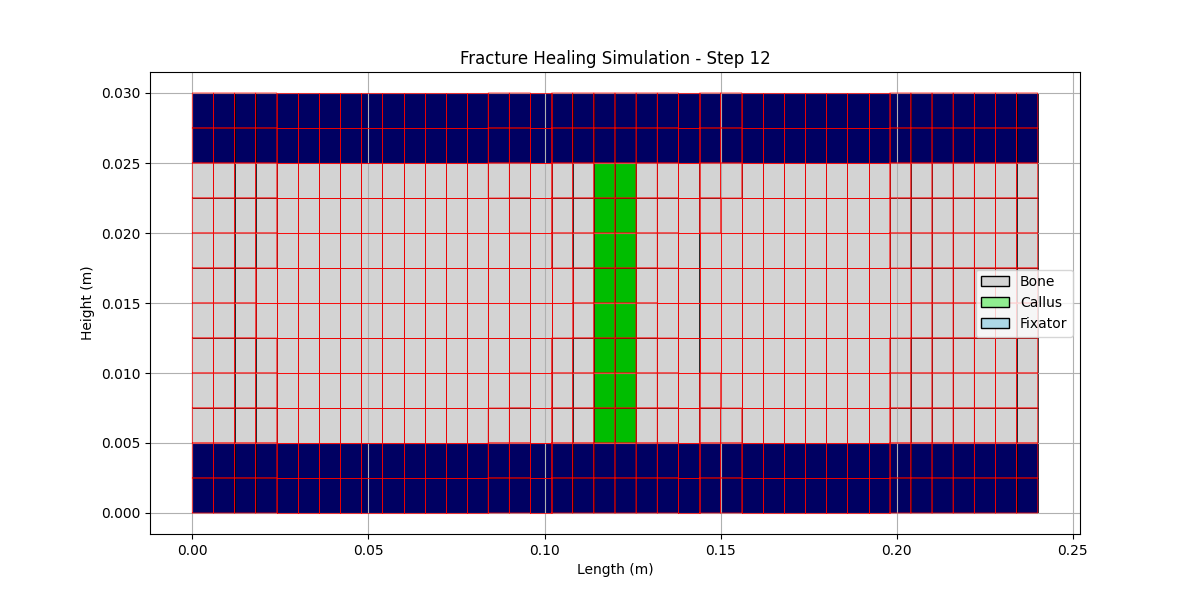 Fracture Healing Simulation - Step 12
Height (m)
0.030
0.025
0.020
0.015
0.010
0.005
0.000
Bone
Callus
Fixator
0.00 0.05 0.10 0.15 0.20 0.25
Length (m)